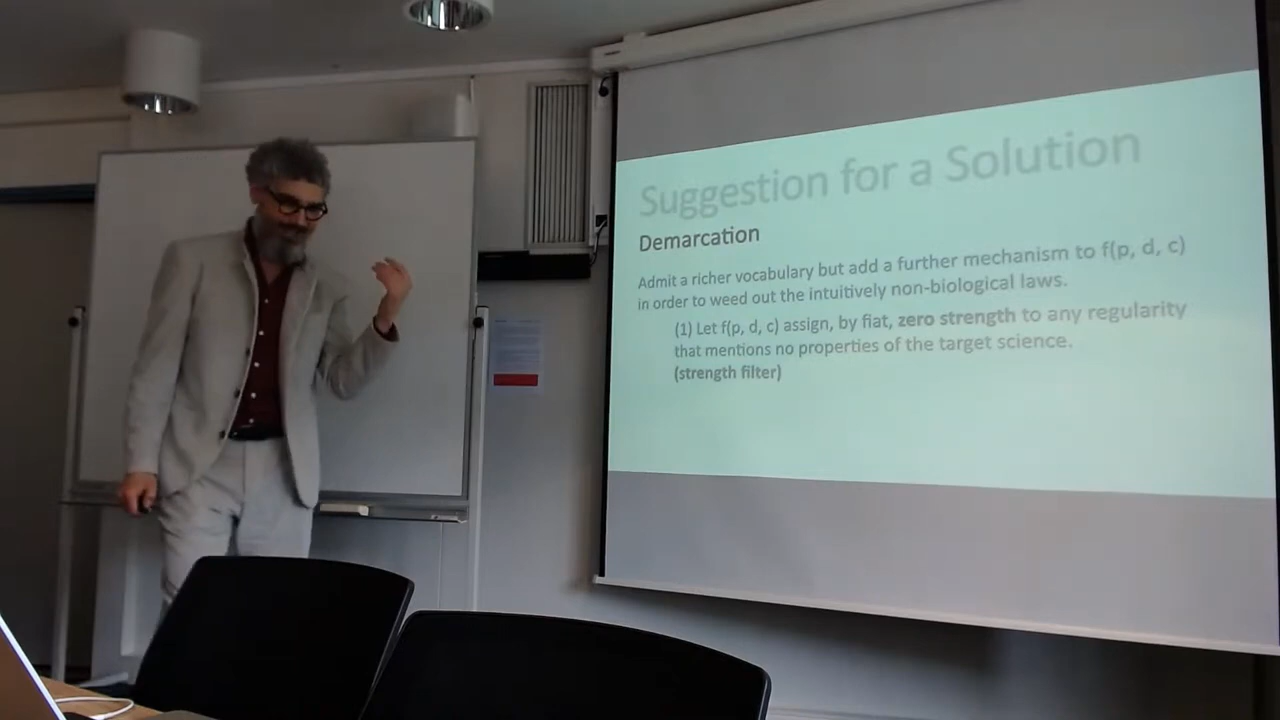 Suggestion for a Solution
Demarcation
Admit a richer vocabulary but add a further mechanism to f(p, d, c)
in order to weed out the intuitively non-biological laws.
(1) Let f(p, d, c) assign, by fiat, zero strength to any regularity
that mentions no properties of the target science.
(strength filter)